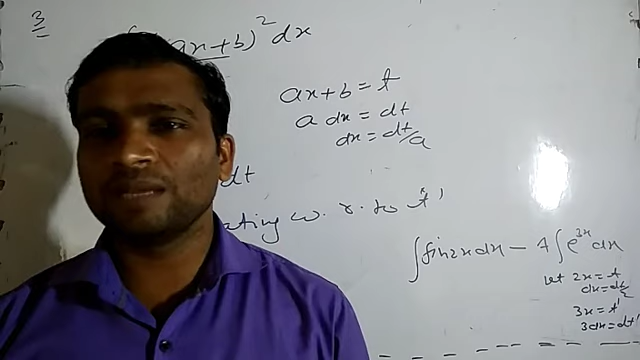 3
(ax+b)² dx
ax+b = t
a dx = dt
dx = dt/a
dt
ating w.r. to 't'
∫sin2x dx - 4∫e³ˣ dx
let 2x = t
dx = dt/2
3x = t'
3dx = dt'